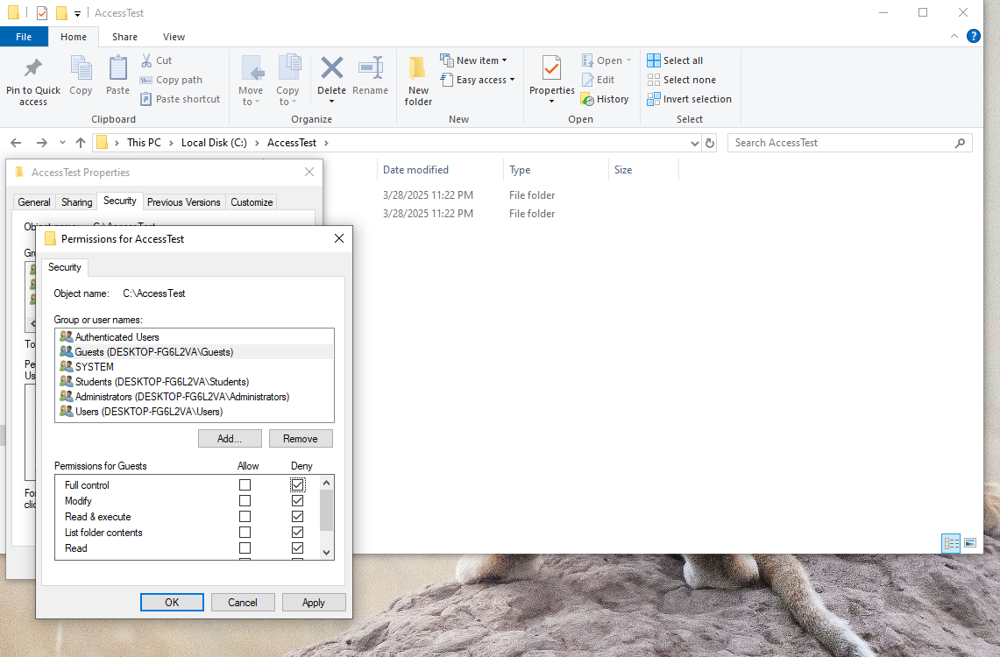 AccessTest
File Home Share View
Pin to Quick access
Copy
Paste
Cut
Copy path
Paste shortcut
Clipboard
Move to
Copy to
Delete
Rename
Organize
New folder
New item
Easy access
New
Properties
Open
Edit
History
Open
Select all
Select none
Invert selection
Select
This PC > Local Disk (C:) > AccessTest >
Search AccessTest
Date modified Type Size
3/28/2025 11:22 PM File folder
3/28/2025 11:22 PM File folder
AccessTest Properties
General Sharing Security Previous Versions Customize
Permissions for AccessTest
Security
Object name: C:\AccessTest
Group or user names:
Authenticated Users
Guests (DESKTOP-FG6L2VA\Guests)
SYSTEM
Students (DESKTOP-FG6L2VA\Students)
Administrators (DESKTOP-FG6L2VA\Administrators)
Users (DESKTOP-FG6L2VA\Users)
Add... Remove
Permissions for Guests Allow Deny
Full control
Modify
Read & execute
List folder contents
Read
OK Cancel Apply